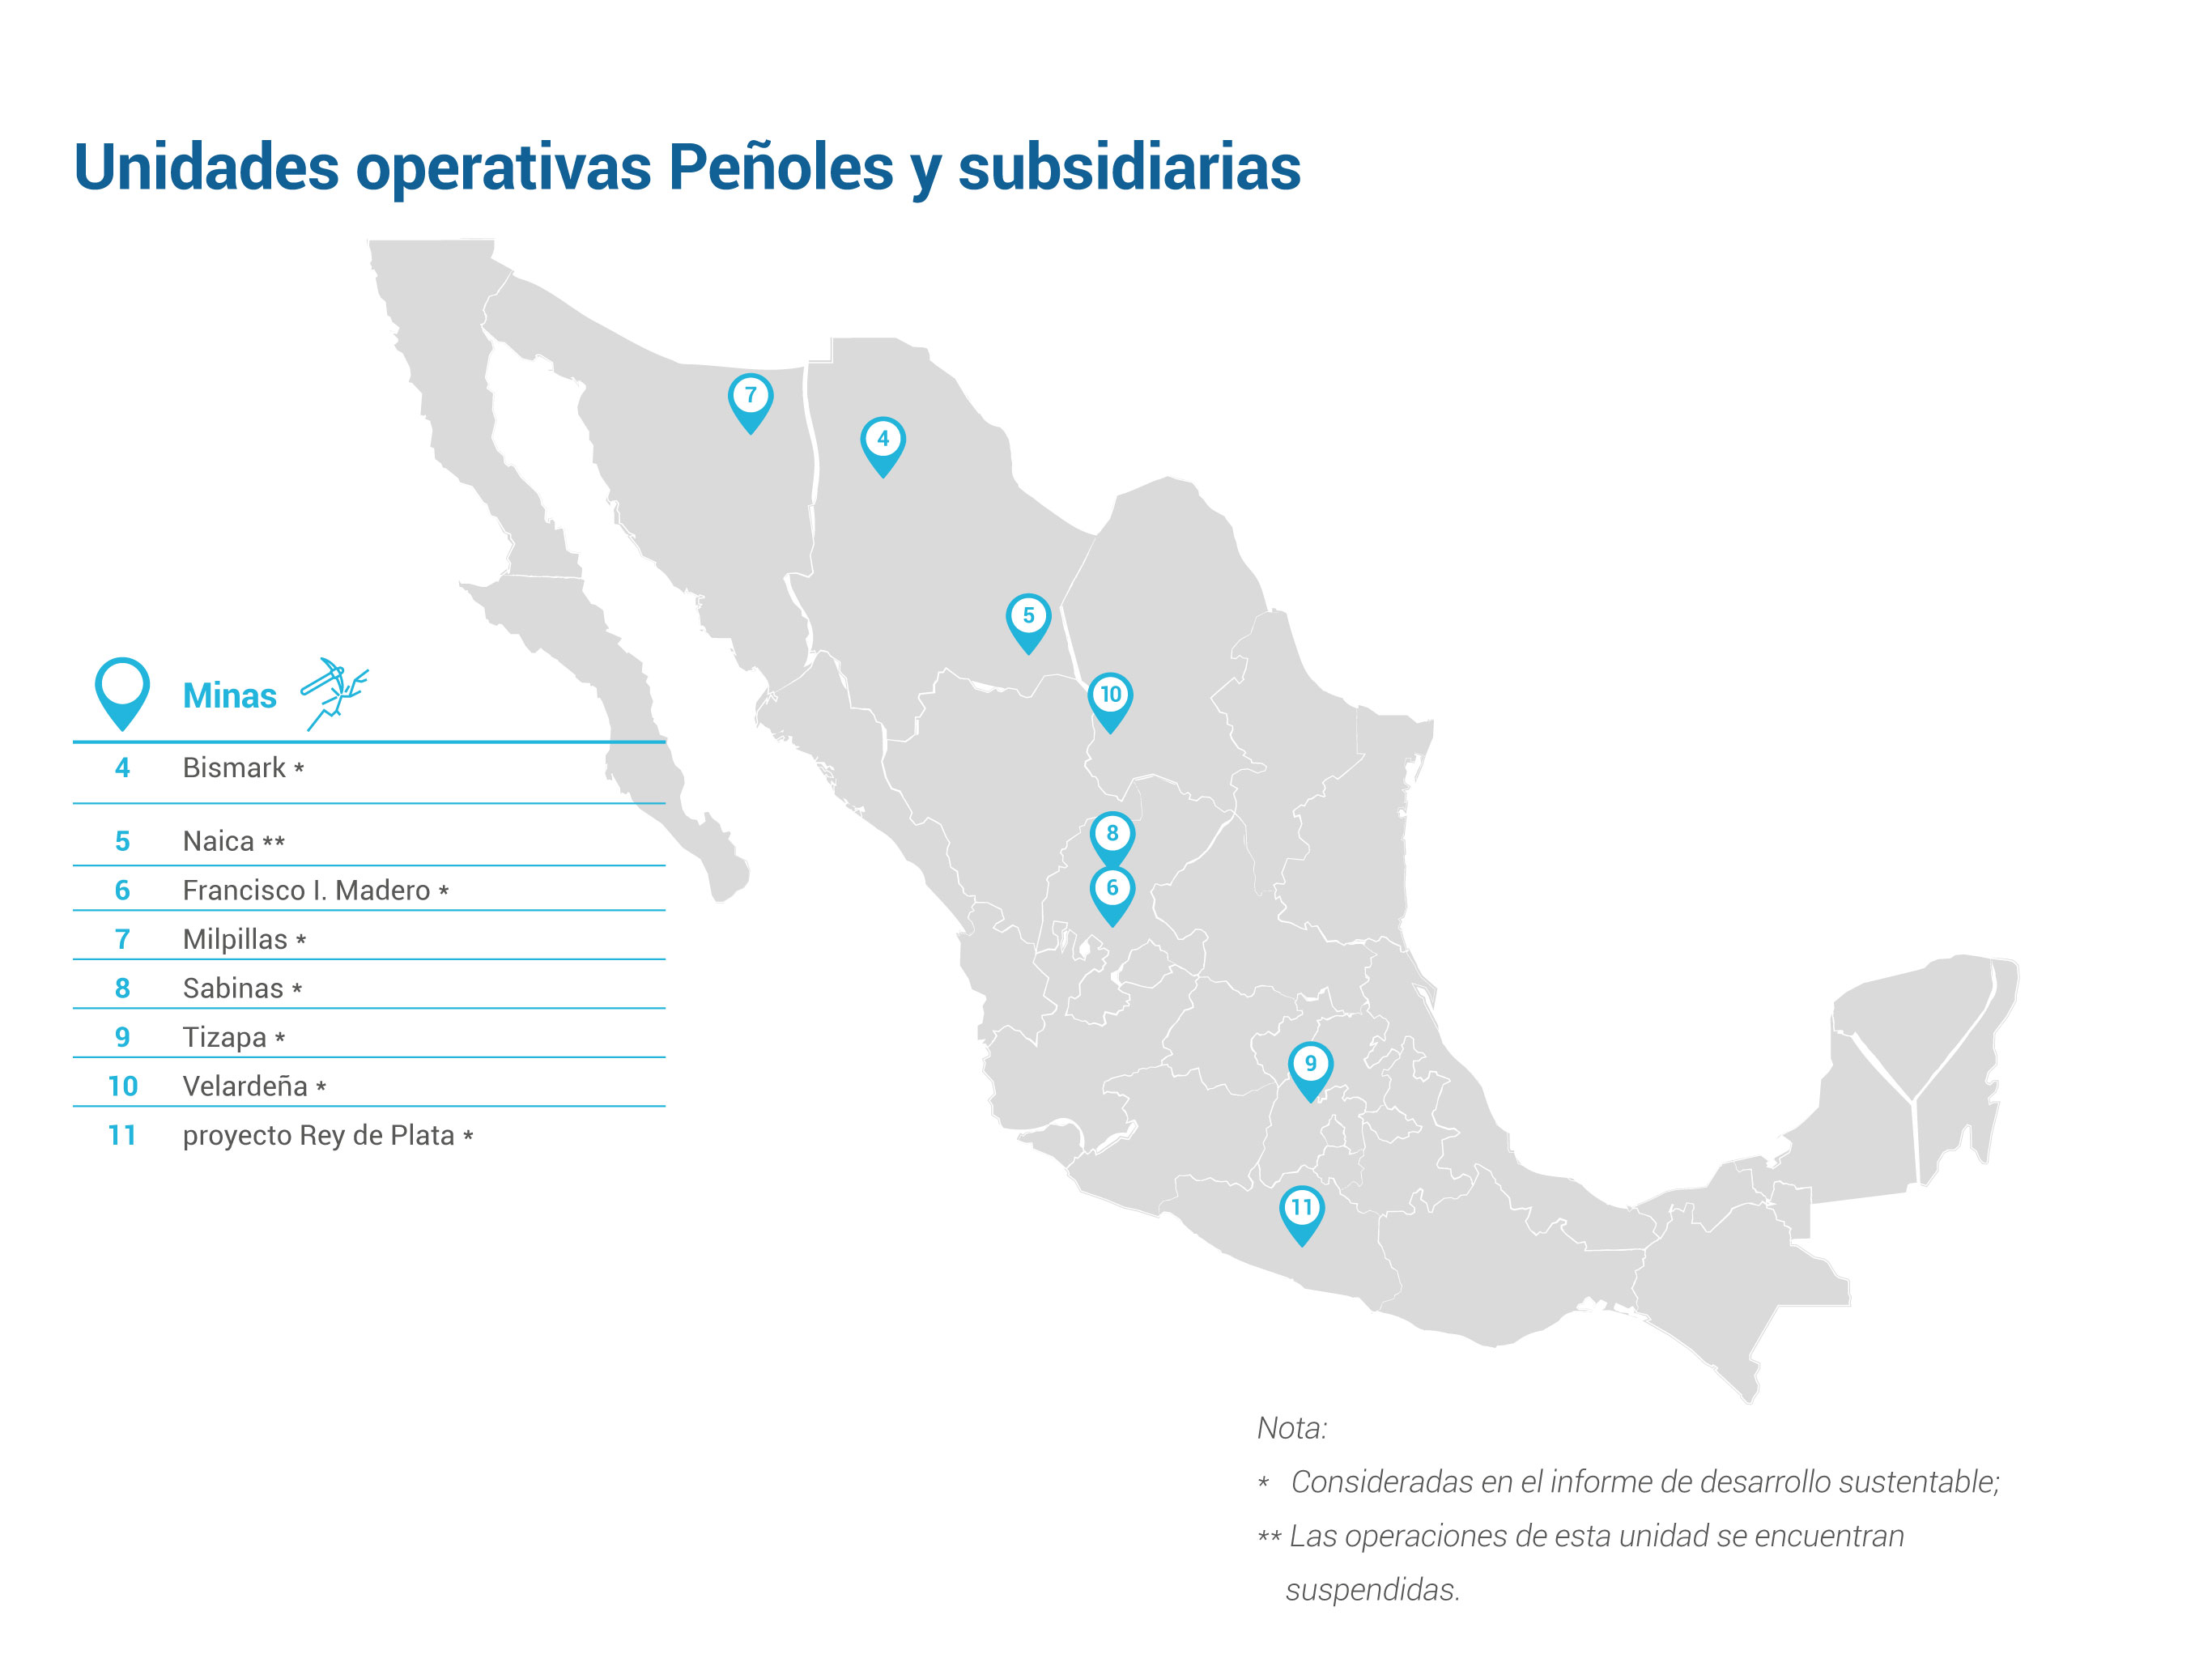 Unidades operativas Peñoles y subsidiarias
7
4
5
10
8
6
9
11
Minas
4 Bismark *
5 Naica **
6 Francisco I. Madero *
7 Milpillas *
8 Sabinas *
9 Tizapa *
10 Velardeña *
11 proyecto Rey de Plata *
Nota:
* Consideradas en el informe de desarrollo sustentable;
** Las operaciones de esta unidad se encuentran
suspendidas.